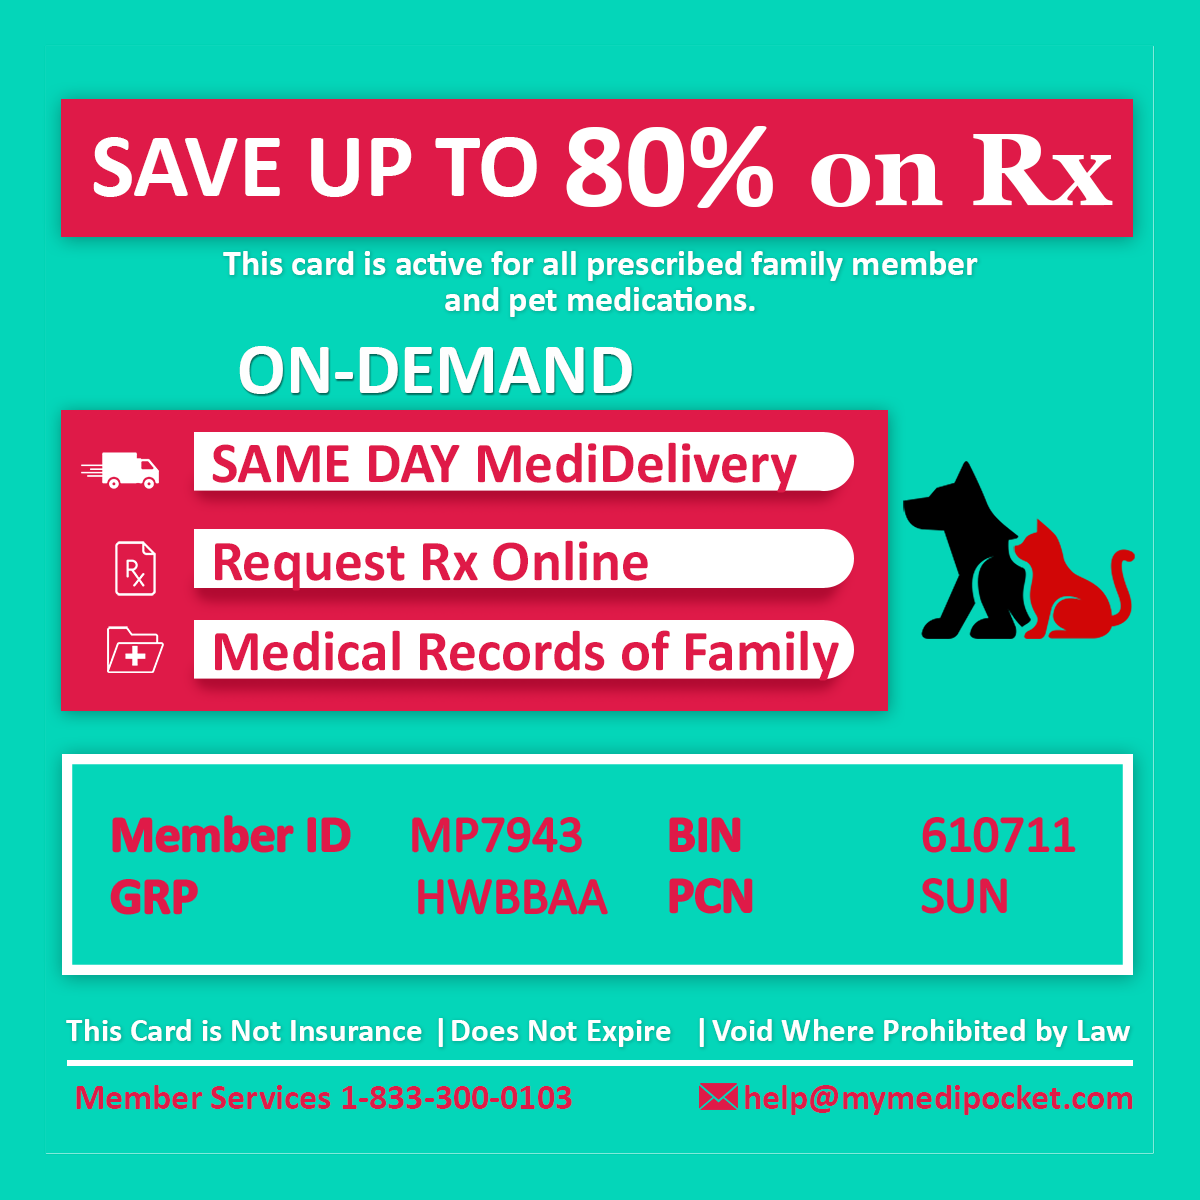 SAVE UP TO 80% on Rx
This card is active for all prescribed family member
and pet medications.
ON-DEMAND
SAME DAY MediDelivery
Rx
Request Rx Online
Medical Records of Family
Member ID MP7943 BIN 610711
GRP HWBBAA PCN SUN
This Card is Not Insurance | Does Not Expire | Void Where Prohibited by Law
Member Services 1-833-300-0103 help@mymedipocket.com